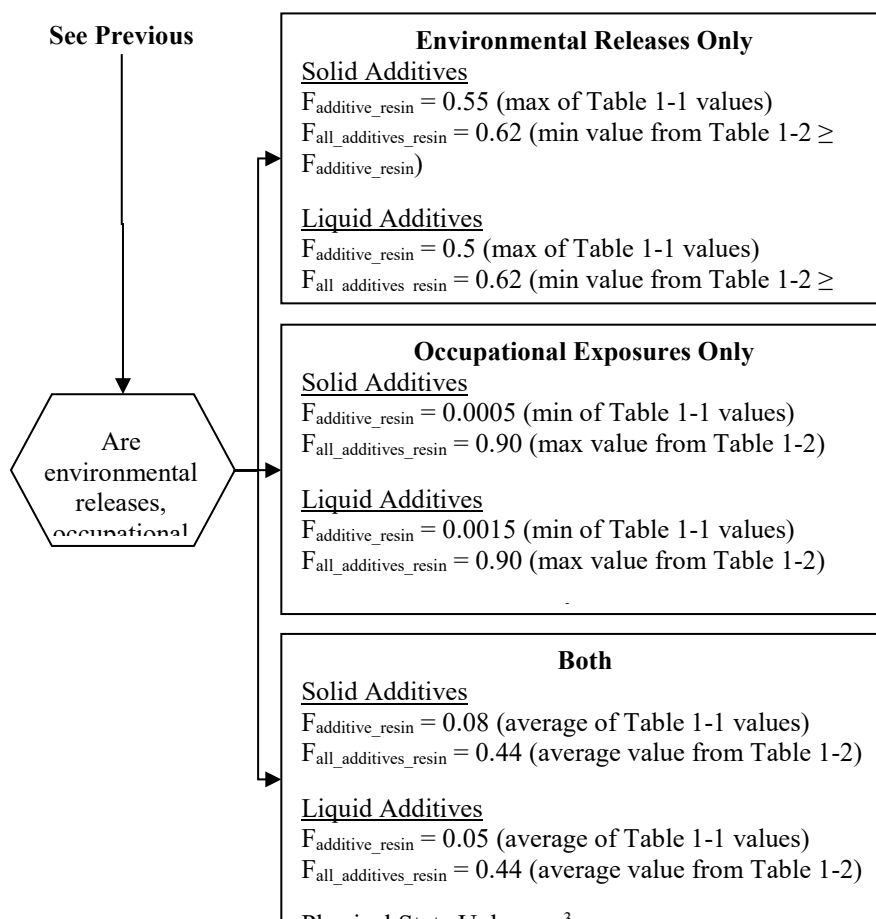 See Previous
Are
environmental
releases,
occupational
Environmental Releases Only
Solid Additives
Fadditive_resin = 0.55 (max of Table 1-1 values)
Fall_additives_resin = 0.62 (min value from Table 1-2 ≥
Fadditive_resin)
Liquid Additives
Fadditive_resin = 0.5 (max of Table 1-1 values)
Fall_additives_resin = 0.62 (min value from Table 1-2 ≥
Occupational Exposures Only
Solid Additives
Fadditive_resin = 0.0005 (min of Table 1-1 values)
Fall_additives_resin = 0.90 (max value from Table 1-2)
Liquid Additives
Fadditive_resin = 0.0015 (min of Table 1-1 values)
Fall_additives_resin = 0.90 (max value from Table 1-2)
Both
Solid Additives
Fadditive_resin = 0.08 (average of Table 1-1 values)
Fall_additives_resin = 0.44 (average value from Table 1-2)
Liquid Additives
Fadditive_resin = 0.05 (average of Table 1-1 values)
Fall_additives_resin = 0.44 (average value from Table 1-2)